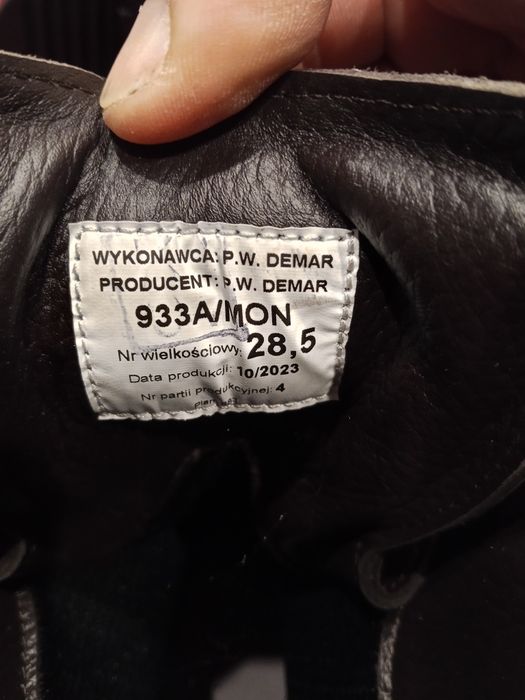 WYKONAWCA: P.W. DEMAR
PRODUCENT: P.W. DEMAR
933A/MON
Nr wielkościowy: 28,5
Data produkcji: 10/2023
Nr partii produkcyjnej: 4